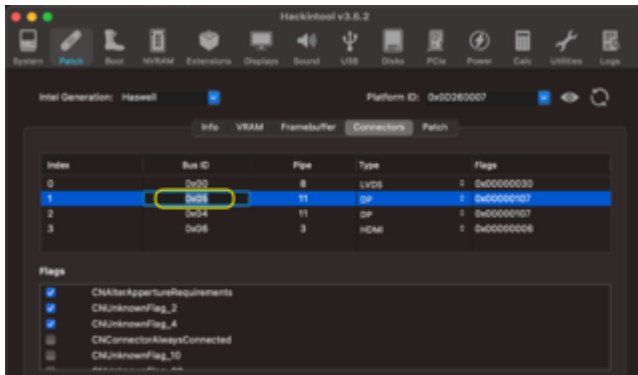 Hackintool v3.6.2
System Patch Boot NVRAM Extensions Displays Sound USB Disks PCIe Power Calc Utilities Logs
Intel Generation: Haswell Platform ID: 0x0D260007
Info VRAM Framebuffer Connectors Patch
Index Bus ID Pipe Type Flags
0 0x00 8 LVDS 0x00000030
1 0x05 11 DP 0x00000107
2 0x04 11 DP 0x00000107
3 0x06 3 HDMI 0x00000006
Flags
CNAlterAppertureRequirements
CNUnknownFlag_2
CNUnknownFlag_4
CNConnectorAlwaysConnected
CNUnknownFlag_10